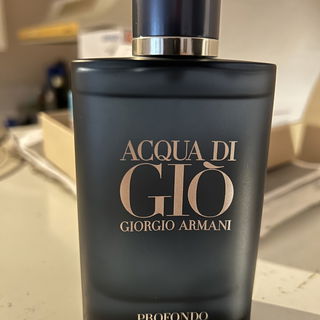 ACQUA DI
GIÒ
GIORGIO ARMANI
PROFONDO